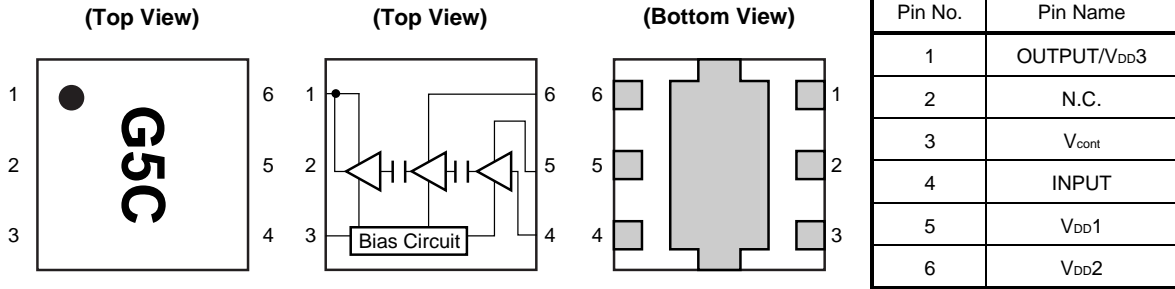 (Top View)
1
2
3
6
5
4
G5C
(Top View)
1
2
3
6
5
4
Bias Circuit
(Bottom View)
6
5
4
1
2
3
Pin No. Pin Name
1 OUTPUT/VDD3
2 N.C.
3 Vcont
4 INPUT
5 VDD1
6 VDD2